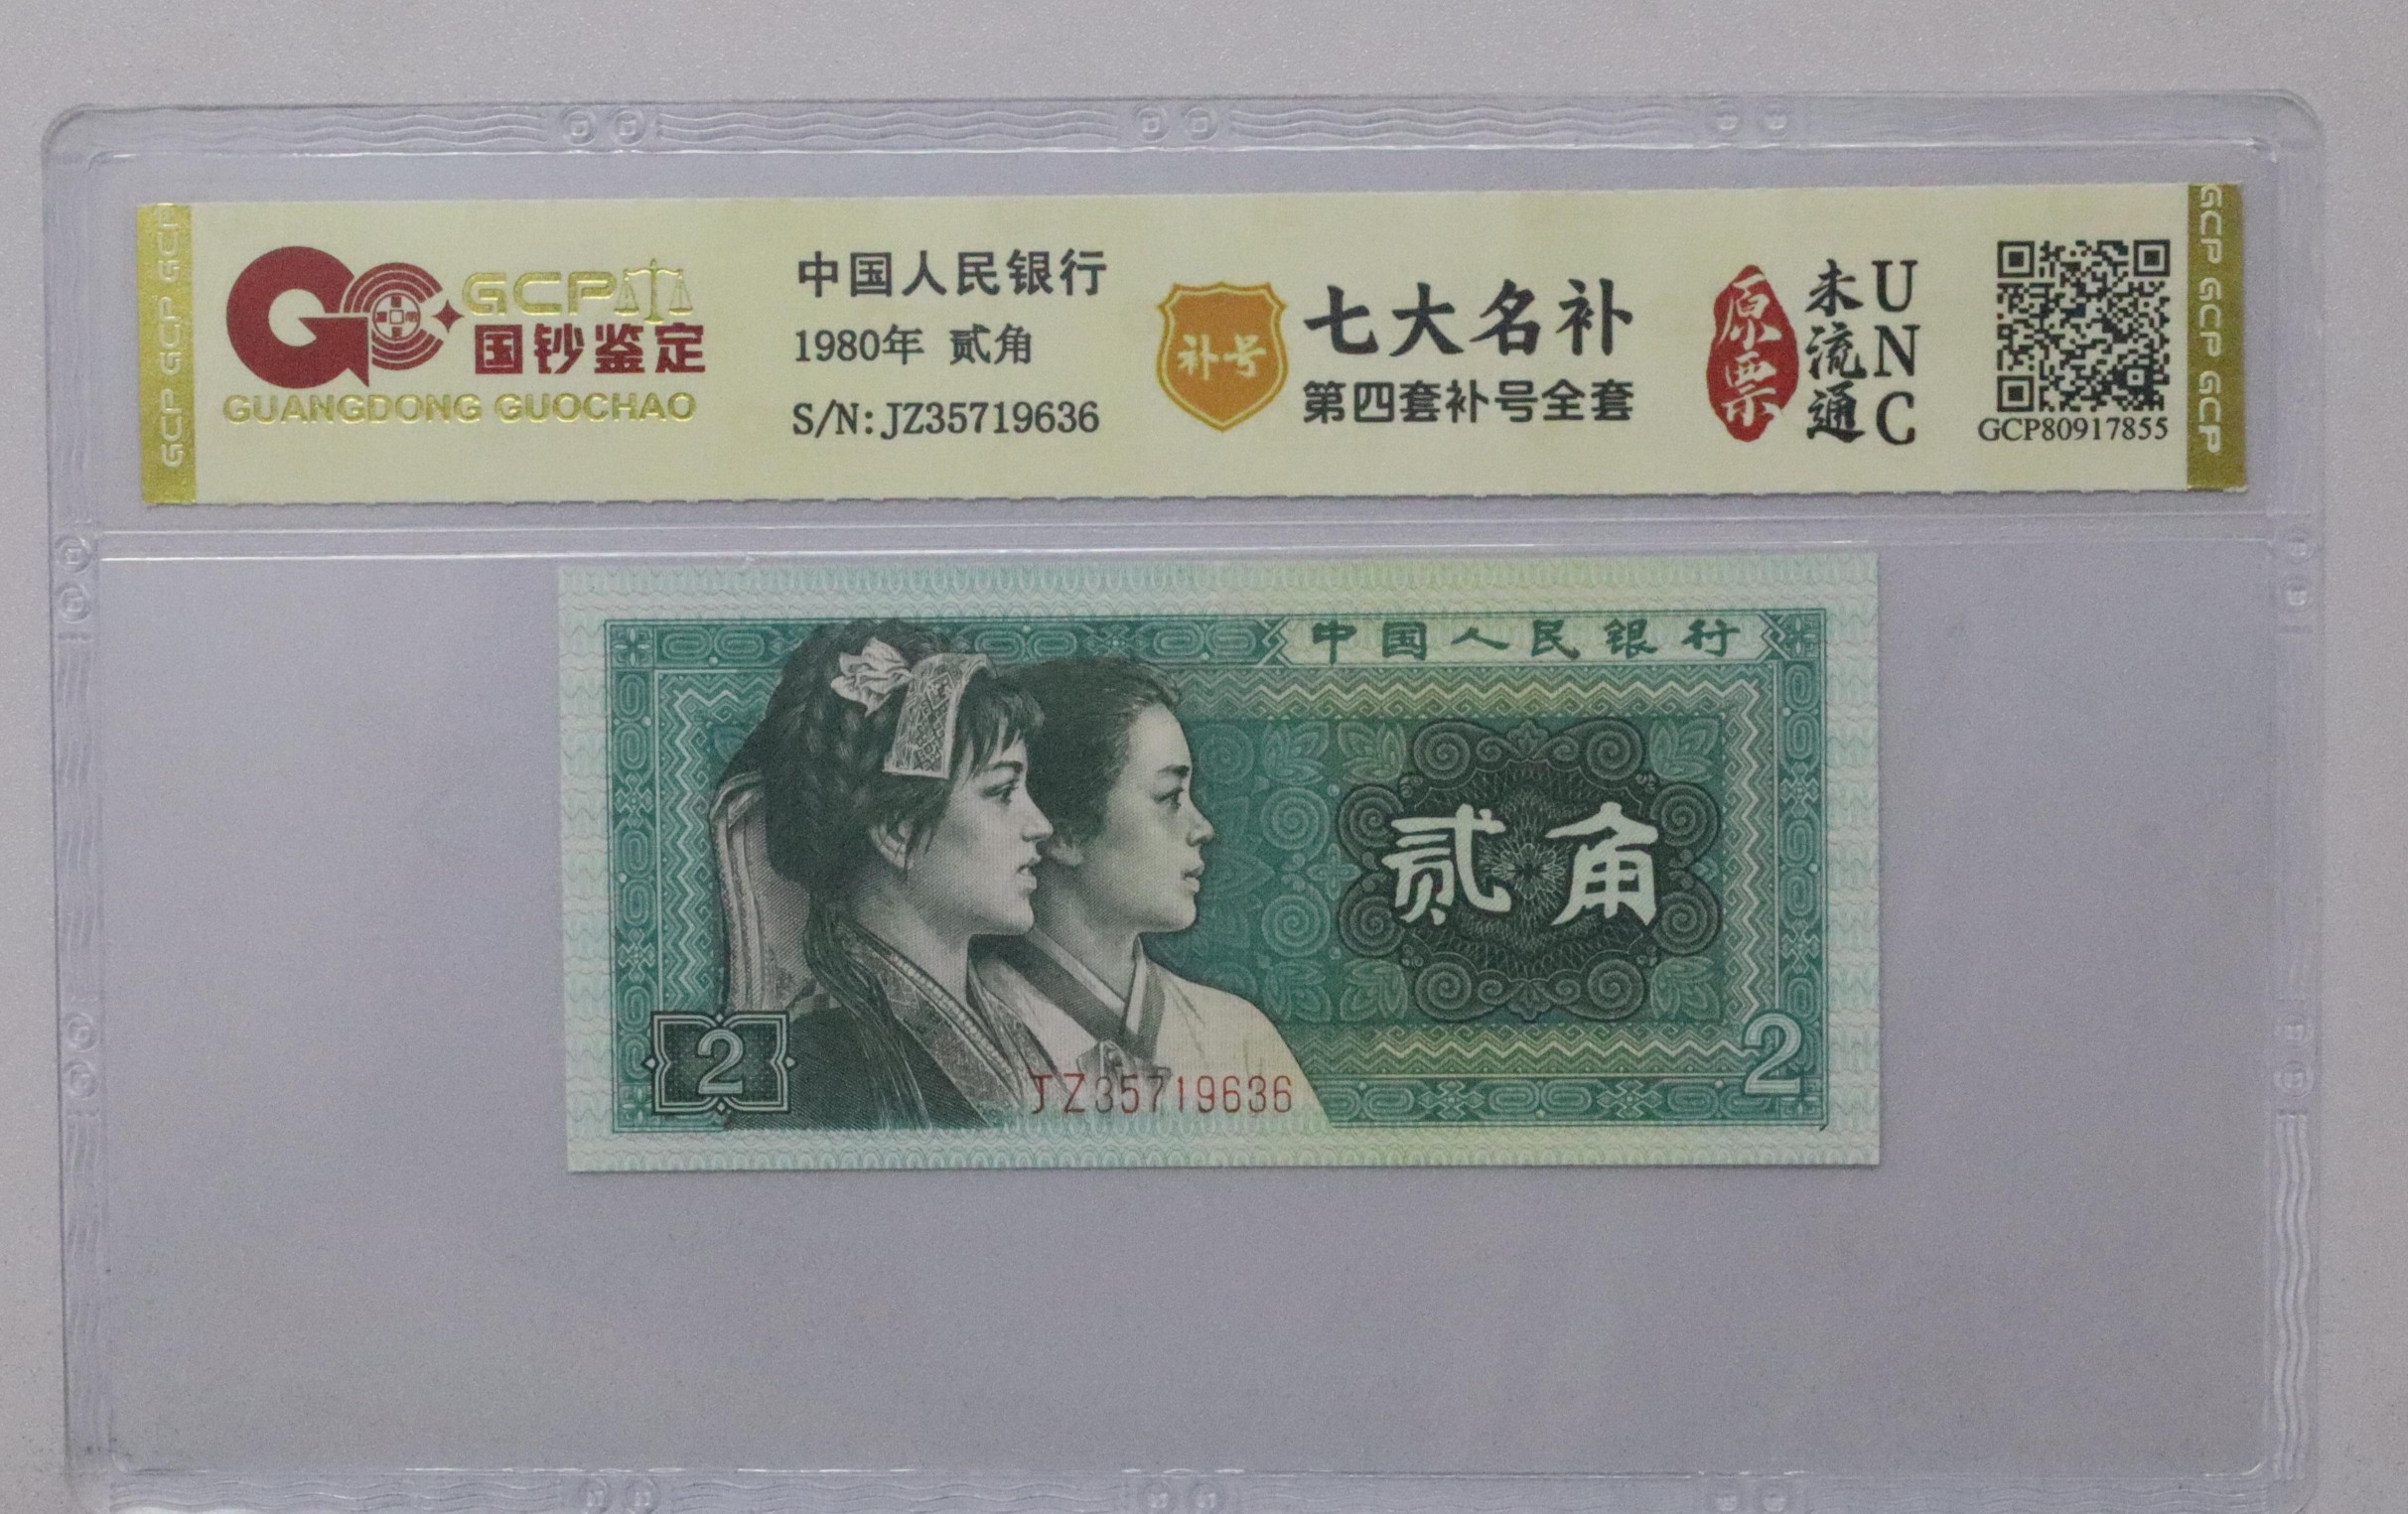 GCP GCP GCP
GCP
国钞鉴定
GUANGDONG GUOCHAO
中国人民银行
1980年 贰角
S/N: JZ35719636
补号
七大名补
第四套补号全套
原票
未流通
UNC
GCP80917855
GCP GCP GCP
中国人民银行
贰角
2
2
JZ35719636